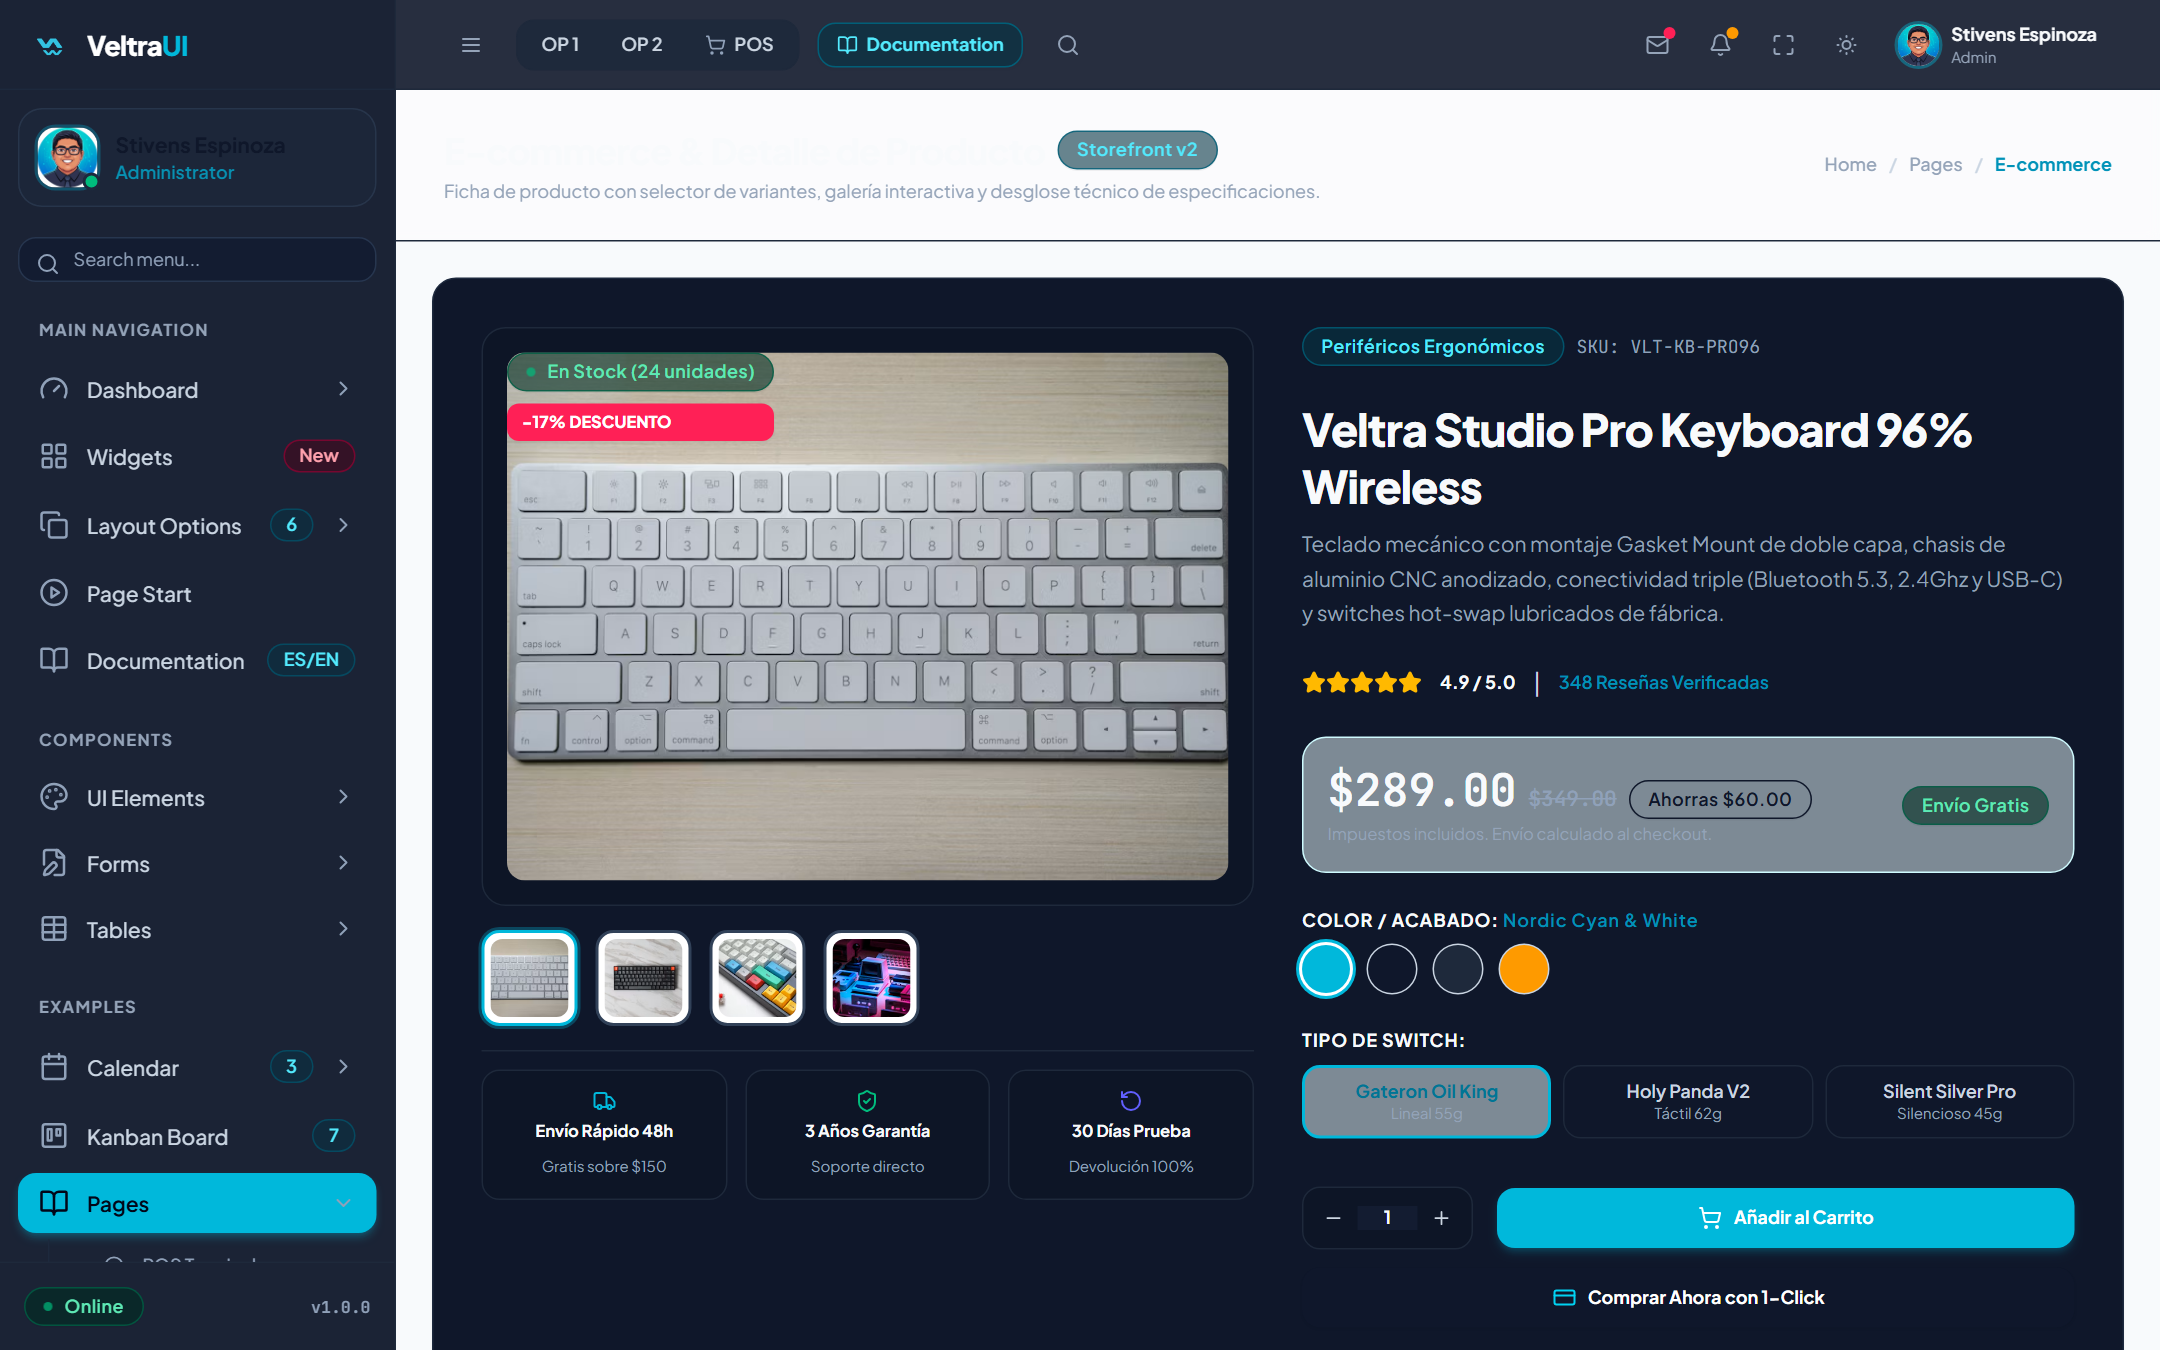 VeltraUI
OP 1
OP 2
POS
Documentation
Stivens Espinoza
Admin
Stivens Espinoza
Administrator
Search menu...
MAIN NAVIGATION
Dashboard
Widgets
New
Layout Options
6
Page Start
Documentation
ES/EN
COMPONENTS
UI Elements
Forms
Tables
EXAMPLES
Calendar
3
Kanban Board
7
Pages
Online
v1.0.0
Storefront v2
Ficha de producto con selector de variantes, galería interactiva y desglose técnico de especificaciones.
Home / Pages / E-commerce
En Stock (24 unidades)
-17% DESCUENTO
Envío Rápido 48h
Gratis sobre $150
3 Años Garantía
Soporte directo
30 Días Prueba
Devolución 100%
Periféricos Ergonómicos
SKU: VLT-KB-PRO96
Veltra Studio Pro Keyboard 96%
Wireless
Teclado mecánico con montaje Gasket Mount de doble capa, chasis de
aluminio CNC anodizado, conectividad triple (Bluetooth 5.3, 2.4Ghz y USB-C)
y switches hot-swap lubricados de fábrica.
4.9 / 5.0 | 348 Reseñas Verificadas
$289.00 $349.00
Ahorras $60.00
Envío Gratis
Impuestos incluidos. Envío calculado al checkout.
COLOR / ACABADO: Nordic Cyan & White
TIPO DE SWITCH:
Gateron Oil King
Lineal 55g
Holy Panda V2
Táctil 62g
Silent Silver Pro
Silencioso 45g
1
Añadir al Carrito
Comprar Ahora con 1-Click